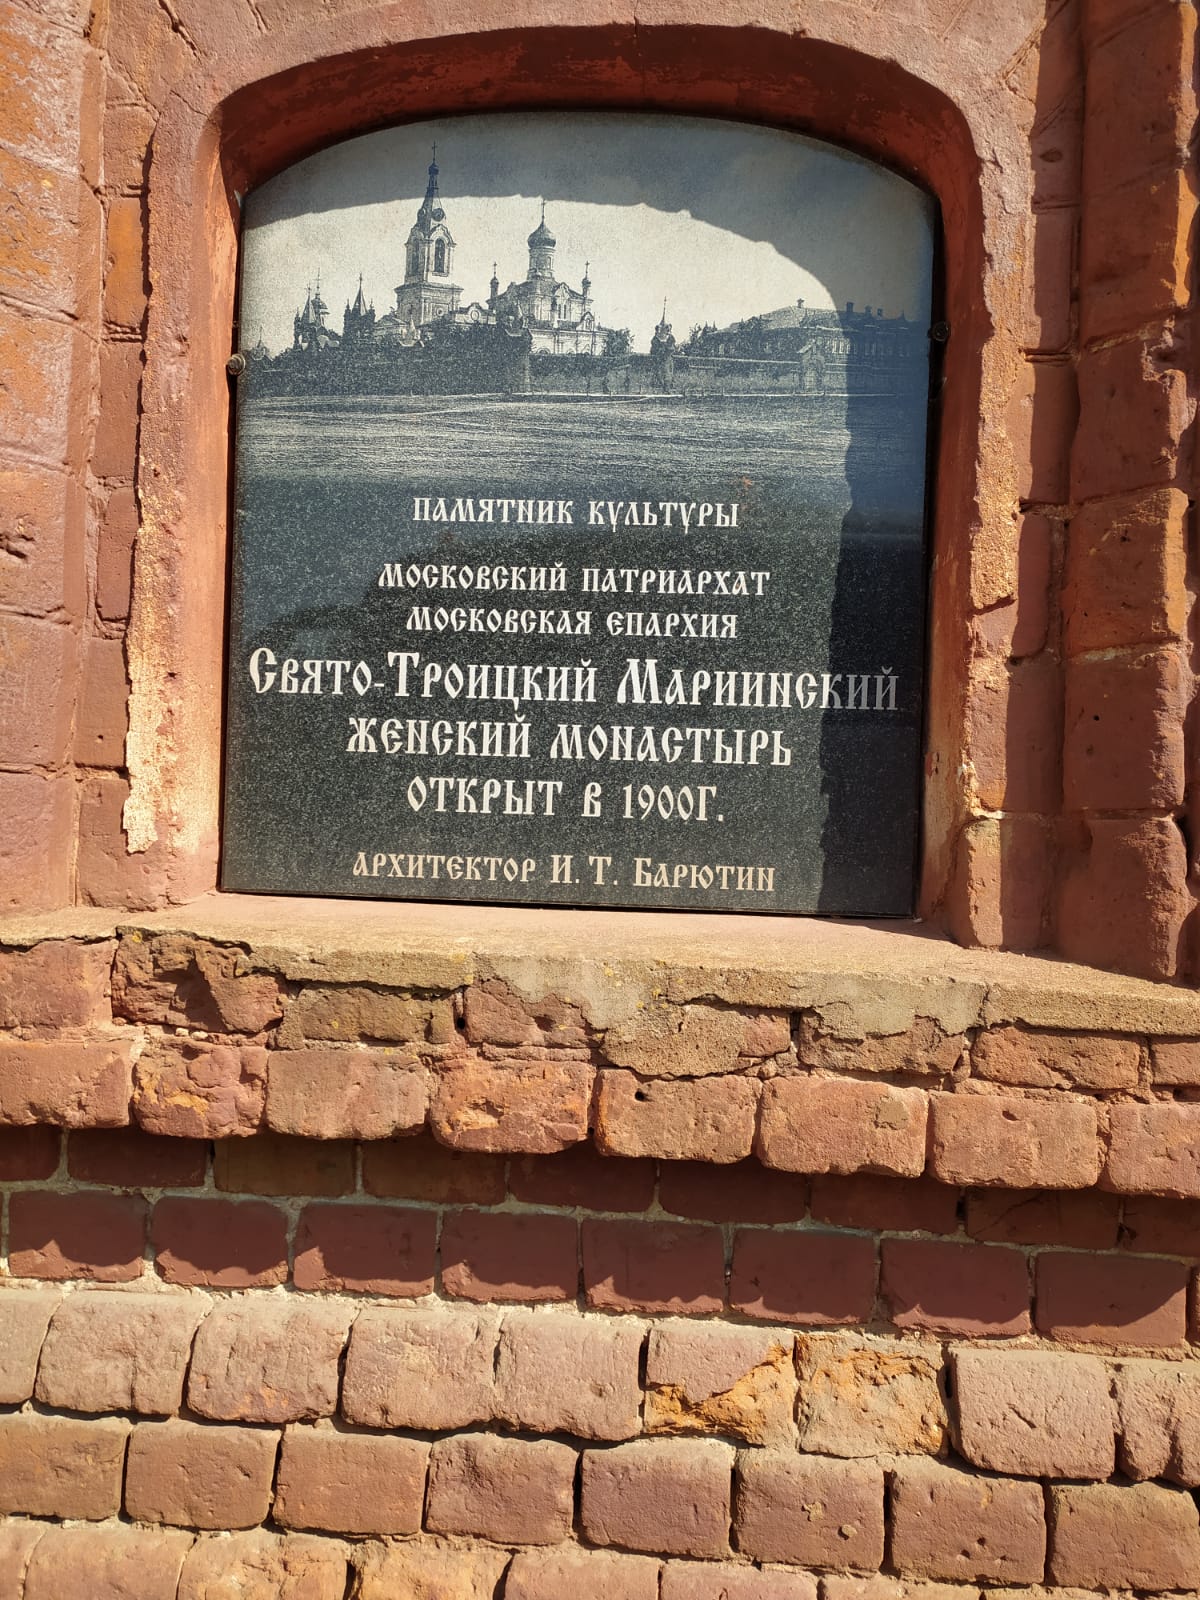 ПАМЯТНИК КУЛЬТУРЫ
МОСКОВСКИЙ ПАТРИАРХАТ
МОСКОВСКАЯ ЕПАРХИЯ
СВЯТО-ТРОИЦКИЙ МАРИИНСКИЙ
ЖЕНСКИЙ МОНАСТЫРЬ
ОТКРЫТ В 1900Г.
АРХИТЕКТОР И. Т. БАРЮТИН